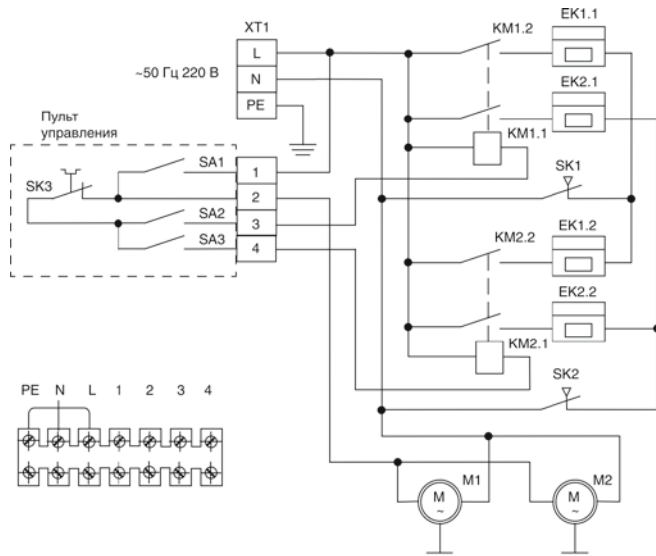 XT1
KM1.2
EK1.1
L
~50 Гц 220 В
N
EK2.1
PE
Пульт
управления
KM1.1
SA1
1
SK3
2
SK1
SA2
3
EK1.2
SA3
4
KM2.2
EK2.2
KM2.1
SK2
PE N L 1 2 3 4
M1
M2
M
~
M
~